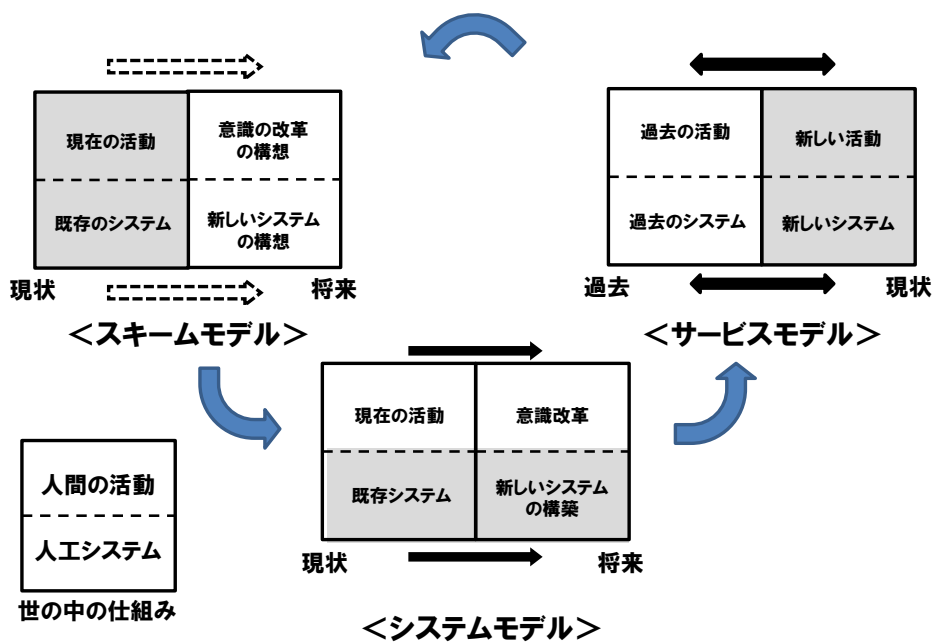 現在の活動
意識の改革
の構想
既存のシステム
新しいシステム
の構想
現状
将来
＜スキームモデル＞
過去の活動
新しい活動
過去のシステム
新しいシステム
過去
現状
＜サービスモデル＞
現在の活動
意識改革
既存システム
新しいシステム
の構築
現状
将来
＜システムモデル＞
人間の活動
人工システム
世の中の仕組み